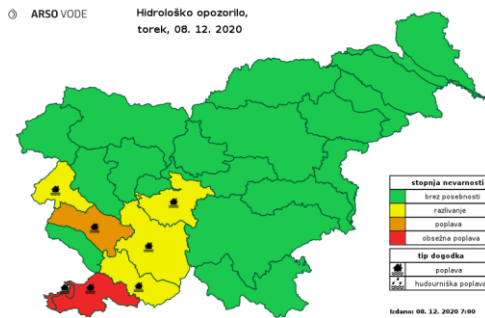 ARSO VODE
Hidrološko opozorilo,
torek, 08. 12. 2020
stopnja nevarnosti
brez posebnosti
razlivanje
poplava
obsežna poplava
tip dogodka
poplava
hudourniška poplava
Izdano: 08. 12. 2020 7:00